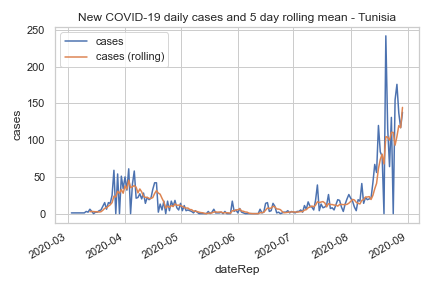 New COVID-19 daily cases and 5 day rolling mean - Tunisia
cases
cases (rolling)
250
200
150
100
50
0
cases
2020-03
2020-04
2020-05
2020-06
2020-07
2020-08
2020-09
dateRep